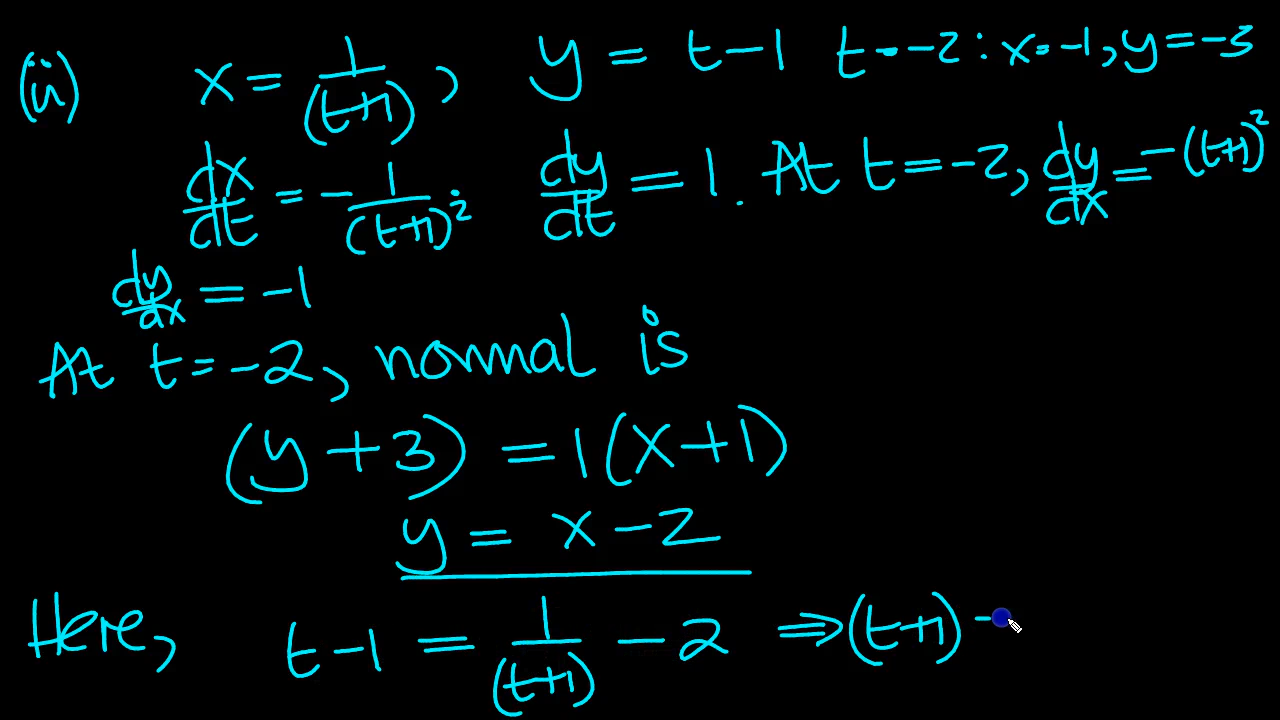 (ii) x = 1/(t+1), y = t-1 t=-2: x=-1, y=-3
dx/dt = -1/(t+1)². dy/dt = 1. At t=-2, dy/dx = -(t+1)²
dy/dx = -1
At t=-2, normal is
(y+3) = 1(x+1)
y = x-2
Here, t-1 = 1/(t+1) - 2 ⇒ (t+1) -